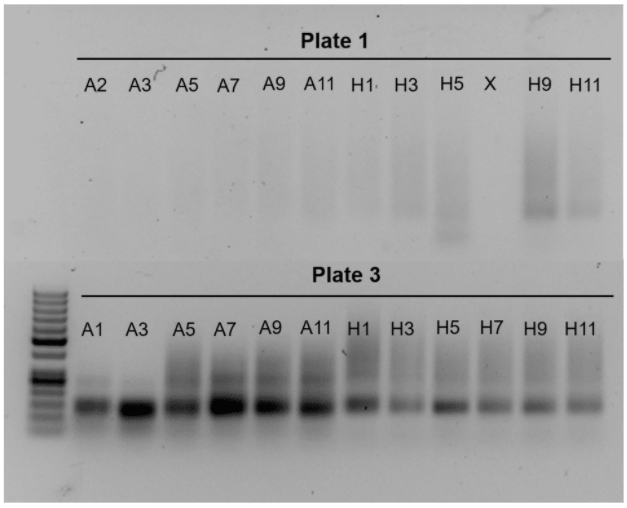 Plate 1
A2 A3 A5 A7 A9 A11 H1 H3 H5 X H9 H11
Plate 3
A1 A3 A5 A7 A9 A11 H1 H3 H5 H7 H9 H11